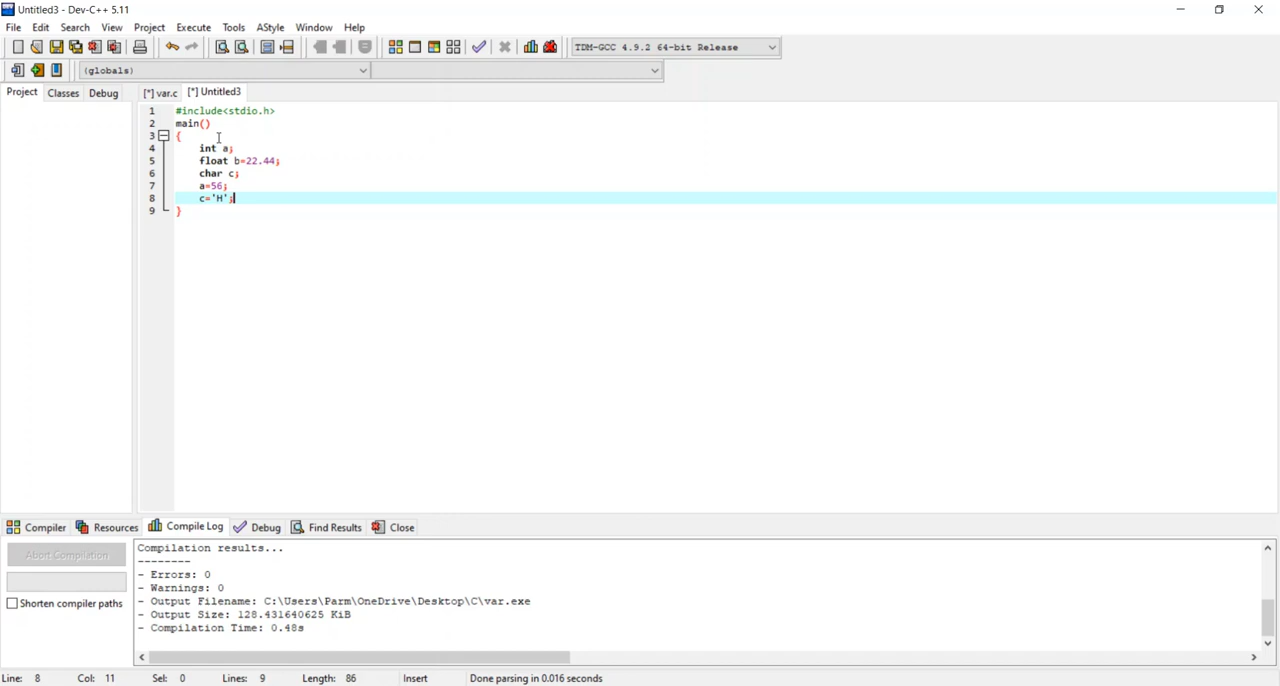 Untitled3 - Dev-C++ 5.11
File Edit Search View Project Execute Tools AStyle Window Help
TDM-GCC 4.9.2 64-bit Release
(globals)
Project Classes Debug [*] var.c [*] Untitled3
1 #include<stdio.h>
2 main()
3 {
4 int a;
5 float b=22.44;
6 char c;
7 a=56;
8 c='H';
9 }
Compiler Resources Compile Log Debug Find Results Close
Abort Compilation
Shorten compiler paths
Compilation results...
--------
- Errors: 0
- Warnings: 0
- Output Filename: C:\Users\Parm\OneDrive\Desktop\C\var.exe
- Output Size: 128.431640625 KiB
- Compilation Time: 0.48s
Line: 8 Col: 11 Sel: 0 Lines: 9 Length: 86 Insert Done parsing in 0.016 seconds